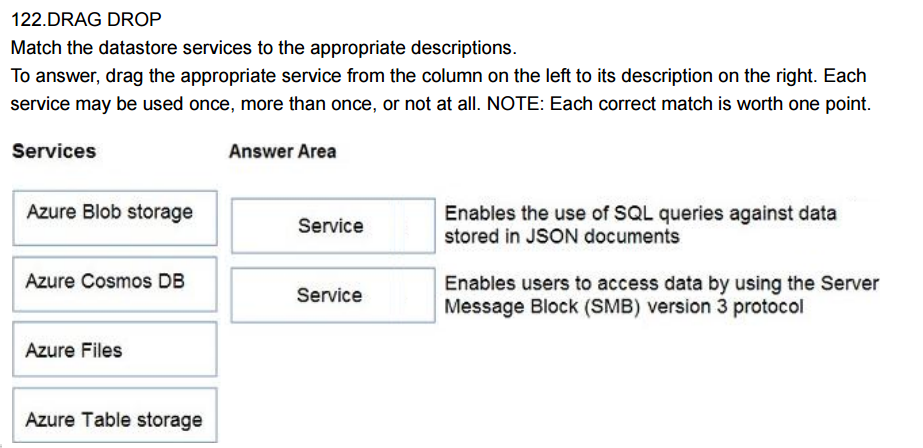 122.DRAG DROP
Match the datastore services to the appropriate descriptions.
To answer, drag the appropriate service from the column on the left to its description on the right. Each
service may be used once, more than once, or not at all. NOTE: Each correct match is worth one point.
Services
Answer Area
Azure Blob storage
Azure Cosmos DB
Azure Files
Azure Table storage
Service
Enables the use of SQL queries against data
stored in JSON documents
Service
Enables users to access data by using the Server
Message Block (SMB) version 3 protocol